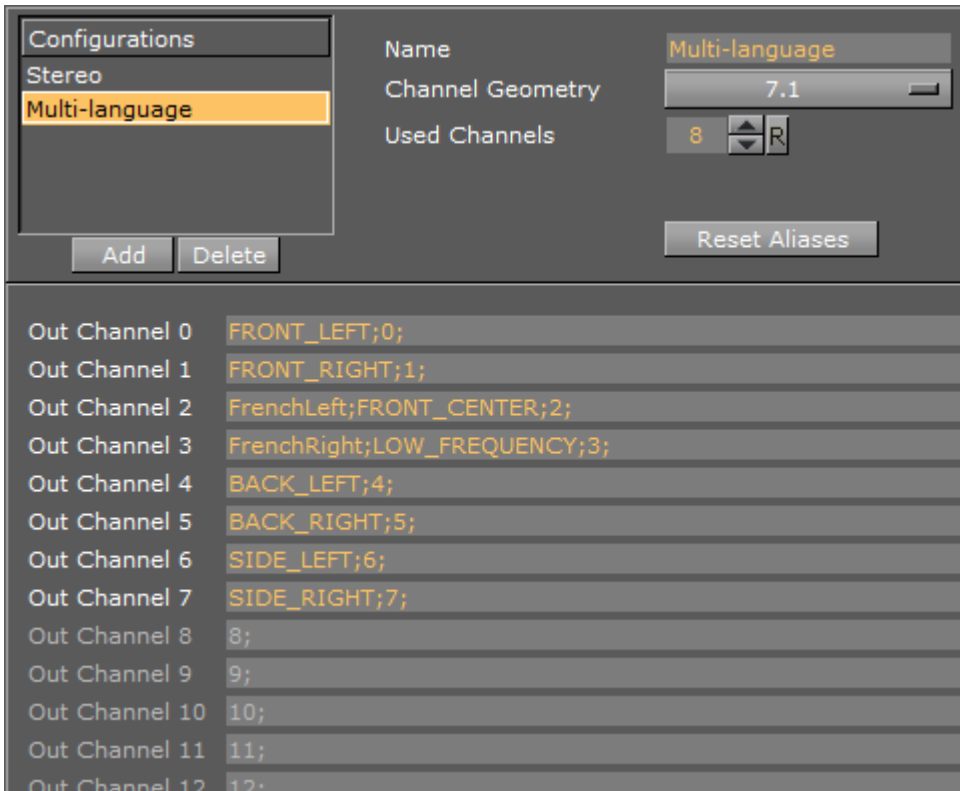 Configurations
Stereo
Multi-language
Add Delete
Name Multi-language
Channel Geometry 7.1
Used Channels 8 R
Reset Aliases
Out Channel 0 FRONT_LEFT;0;
Out Channel 1 FRONT_RIGHT;1;
Out Channel 2 FrenchLeft;FRONT_CENTER;2;
Out Channel 3 FrenchRight;LOW_FREQUENCY;3;
Out Channel 4 BACK_LEFT;4;
Out Channel 5 BACK_RIGHT;5;
Out Channel 6 SIDE_LEFT;6;
Out Channel 7 SIDE_RIGHT;7;
Out Channel 8 8;
Out Channel 9 9;
Out Channel 10 10;
Out Channel 11 11;
Out Channel 12 12;